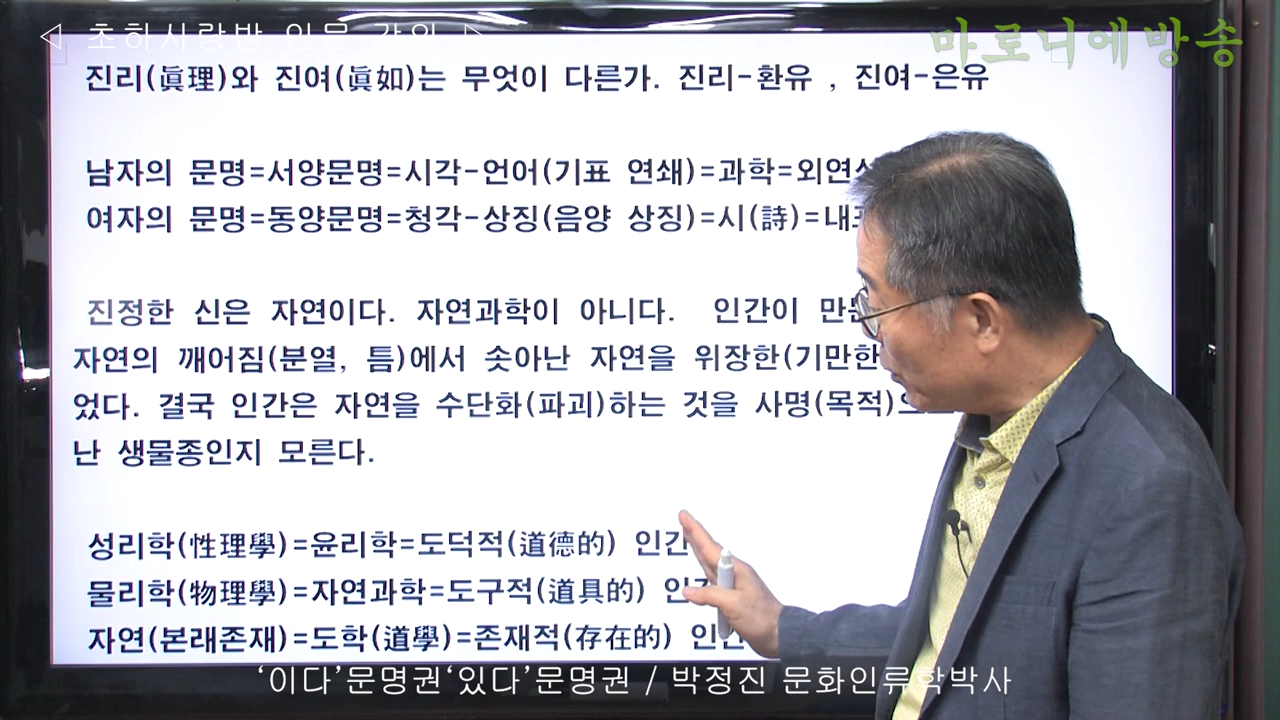 ◁ 초하사랑방 인문 강의 ▷
마로니에방송
진리(眞理)와 진여(眞如)는 무엇이 다른가. 진리-환유 , 진여-은유
남자의 문명=서양문명=시각-언어(기표 연쇄)=과학=외연
여자의 문명=동양문명=청각-상징(음양 상징)=시(詩)=내
진정한 신은 자연이다. 자연과학이 아니다. 인간이
자연의 깨어짐(분열, 틈)에서 솟아난 자연을 위장한(기만한
었다. 결국 인간은 자연을 수단화(파괴)하는 것을 사명(목적)으
난 생물종인지 모른다.
성리학(性理學)=윤리학=도덕적(道德的) 인간
물리학(物理學)=자연과학=도구적(道具的) 인
자연(본래존재)=도학(道學)=존재적(存在的) 인간
‘이다’문명권‘있다’문명권 / 박정진 문화인류학박사